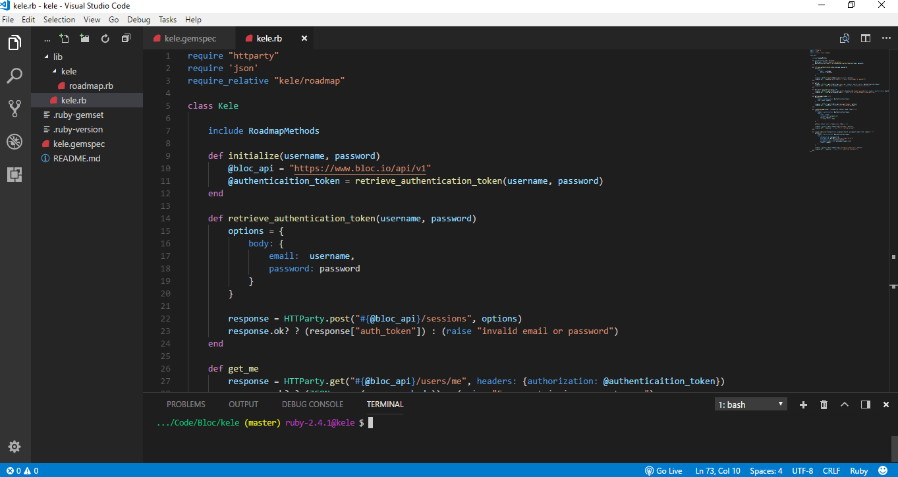 kele.rb - kele - Visual Studio Code
File Edit Selection View Go Debug Tasks Help
... kele.gemspec kele.rb
lib
kele
roadmap.rb
kele.rb
.ruby-gemset
.ruby-version
kele.gemspec
README.md
1 require "httparty"
2 require 'json'
3 require_relative "kele/roadmap"
4
5 class Kele
6
7 include RoadmapMethods
8
9 def initialize(username, password)
10 @bloc_api = "https://www.bloc.io/api/v1"
11 @authenticaition_token = retrieve_authentication_token(username, password)
12 end
13
14 def retrieve_authentication_token(username, password)
15 options = {
16 body: {
17 email: username,
18 password: password
19 }
20 }
21
22 response = HTTParty.post("#{@bloc_api}/sessions", options)
23 response.ok? ? (response["auth_token"]) : (raise "invalid email or password")
24 end
25
26 def get_me
27 response = HTTParty.get("#{@bloc_api}/users/me", headers: {authorization: @authenticaition_token})
PROBLEMS OUTPUT DEBUG CONSOLE TERMINAL 1: bash
.../Code/Bloc/kele (master) ruby-2.4.1@kele $
0 0 Go Live Ln 73, Col 10 Spaces: 4 UTF-8 CRLF Ruby